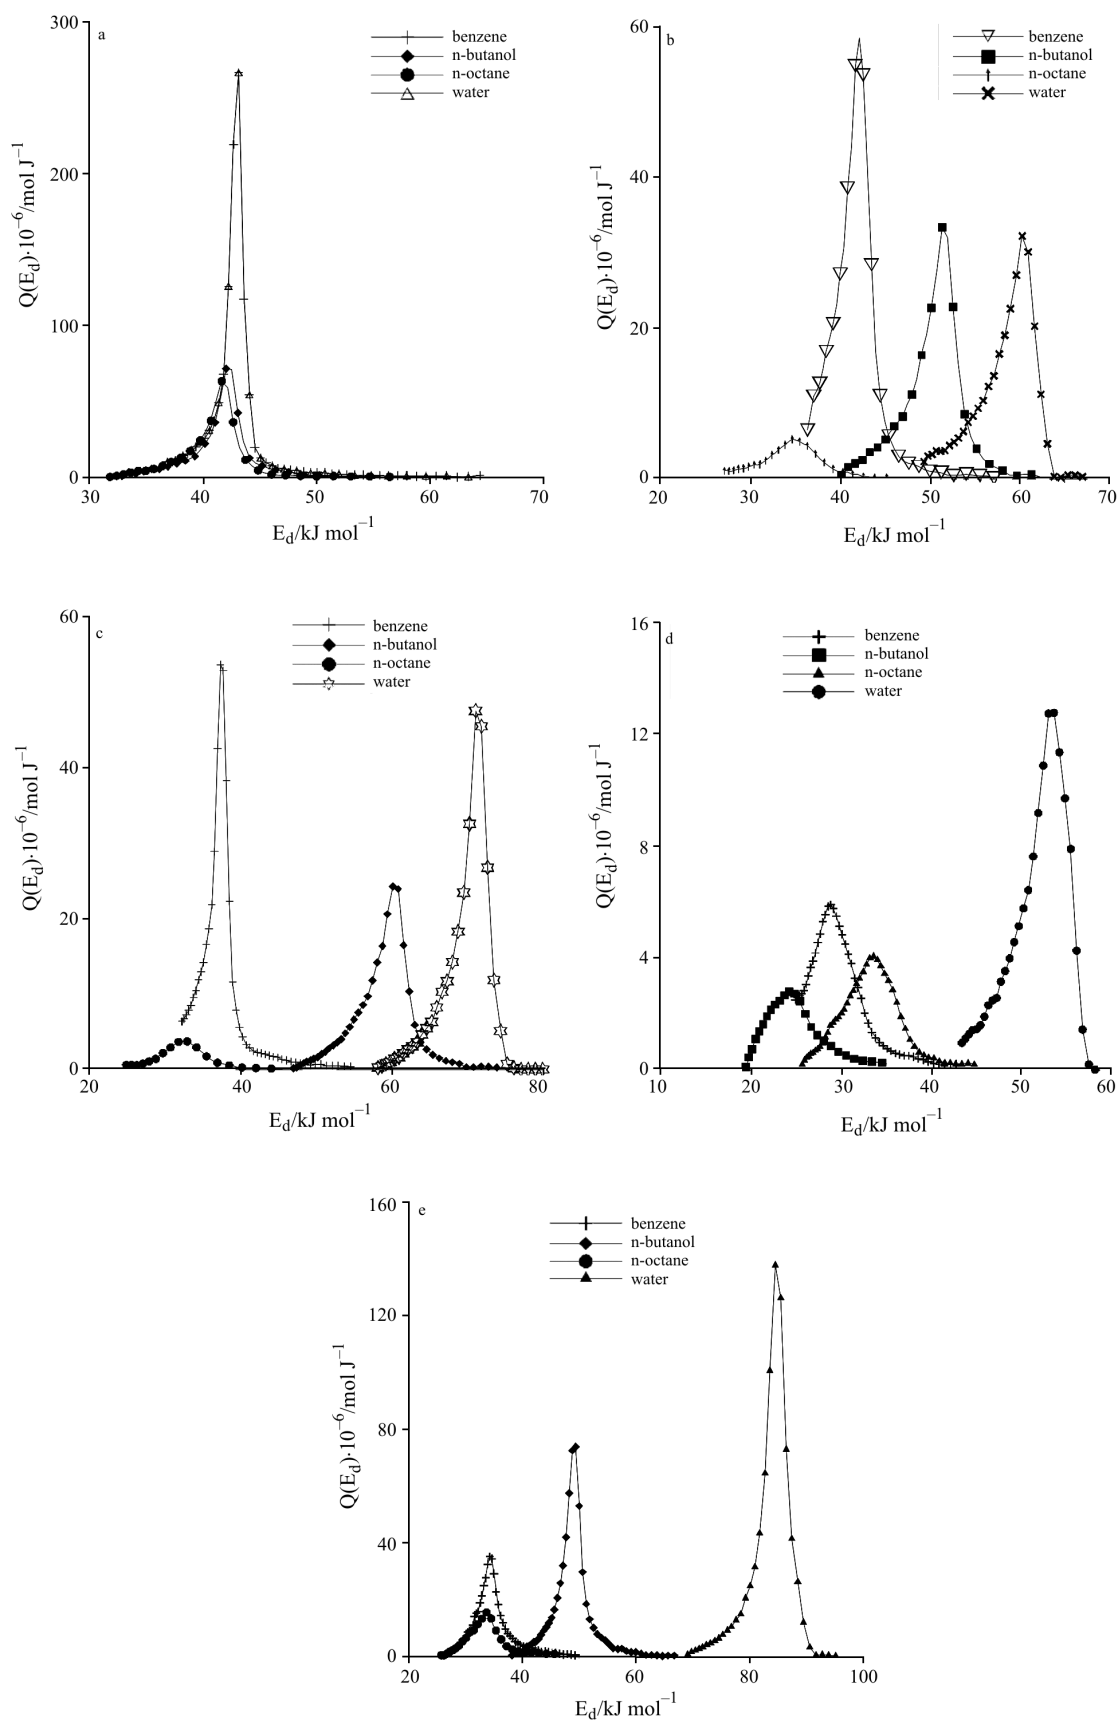 a
benzene
n-butanol
n-octane
water
300
200
100
0
30
40
50
60
70
Q(E_d)·10⁻⁶/mol J⁻¹
E_d/kJ mol⁻¹
b
benzene
n-butanol
n-octane
water
60
40
20
0
20
30
40
50
60
70
Q(E_d)·10⁻⁶/mol J⁻¹
E_d/kJ mol⁻¹
c
benzene
n-butanol
n-octane
water
60
40
20
0
20
40
60
80
Q(E_d)·10⁻⁶/mol J⁻¹
E_d/kJ mol⁻¹
d
benzene
n-butanol
n-octane
water
16
12
8
4
0
10
20
30
40
50
60
Q(E_d)·10⁻⁶/mol J⁻¹
E_d/kJ mol⁻¹
e
benzene
n-butanol
n-octane
water
160
120
80
40
0
20
40
60
80
100
Q(E_d)·10⁻⁶/mol J⁻¹
E_d/kJ mol⁻¹